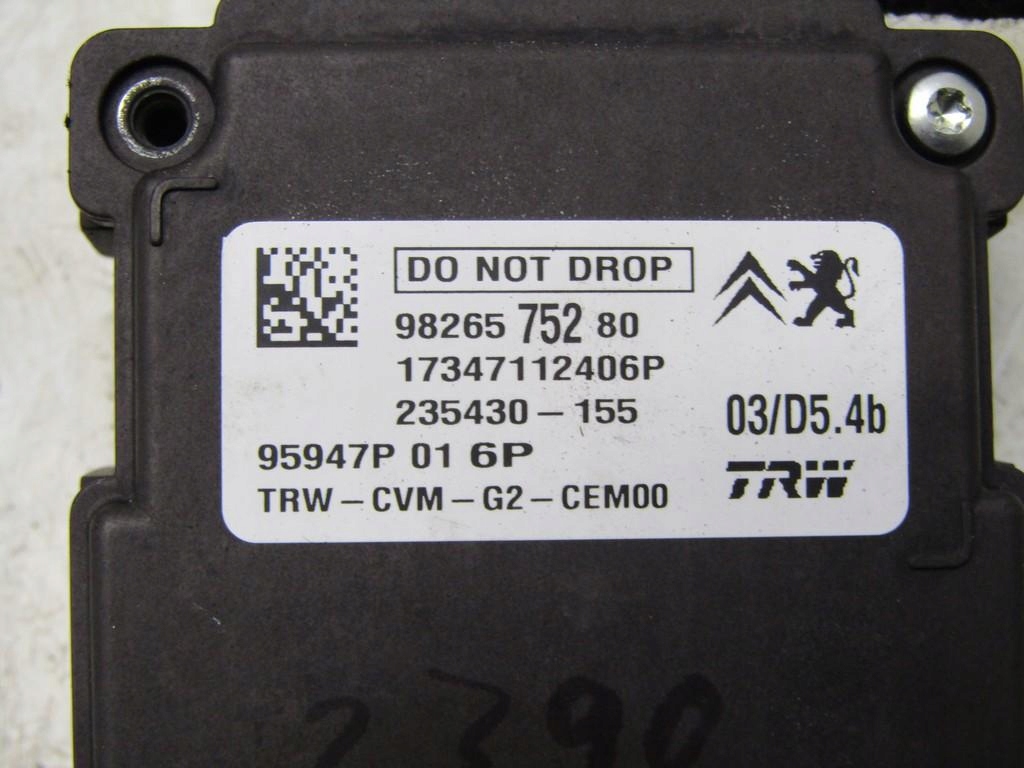 DO NOT DROP
98265 752 80
17347112406P
235430-155
03/D5.4b
95947P 01 6P
TRW-CVM-G2-CEM00
TRW
2390